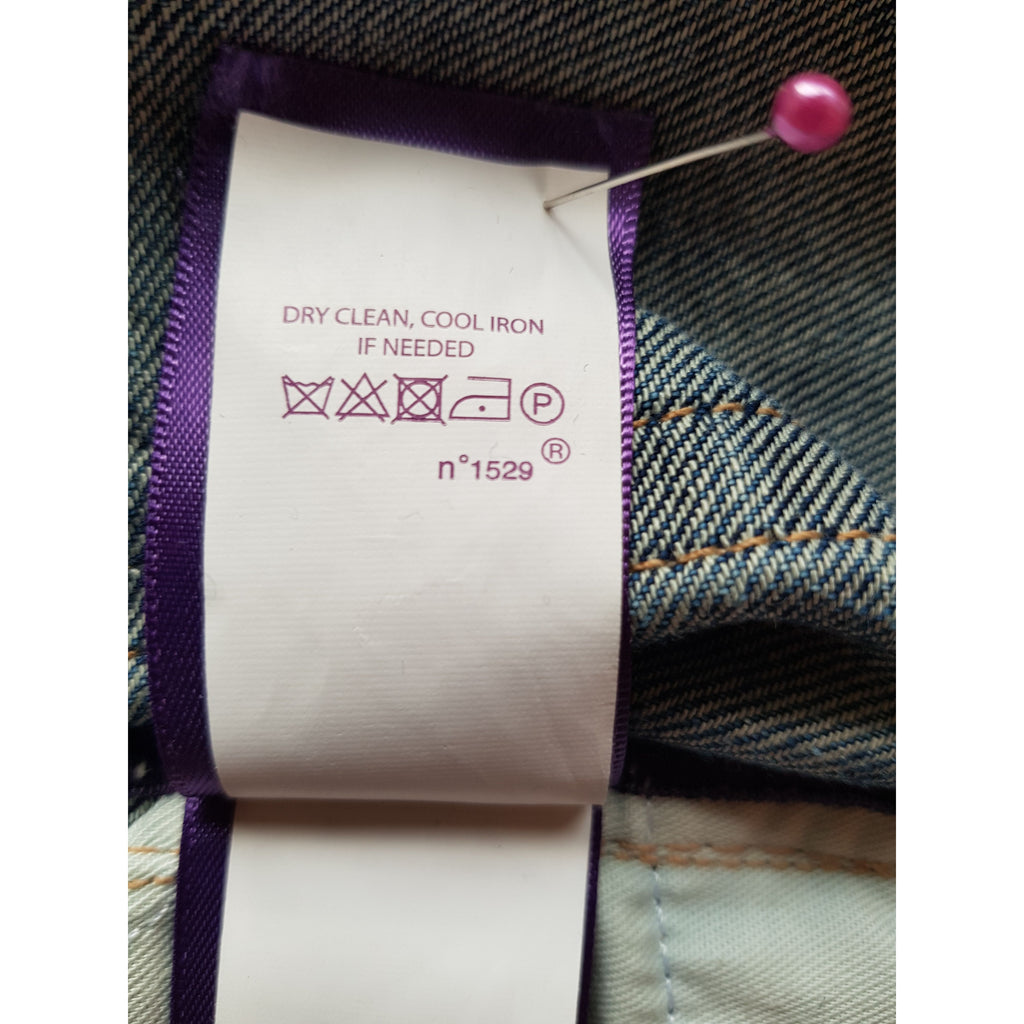 DRY CLEAN, COOL IRON
IF NEEDED
P
n°1529 ®